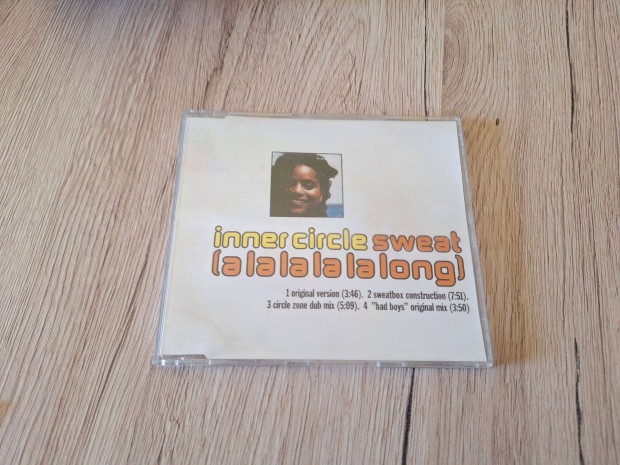 inner circle sweat
(a la la la la long)
1 original version (3:46). 2 sweatbox construction (7:51).
3 circle zone dub mix (5:09). 4 "bad boys" original mix (3:50)